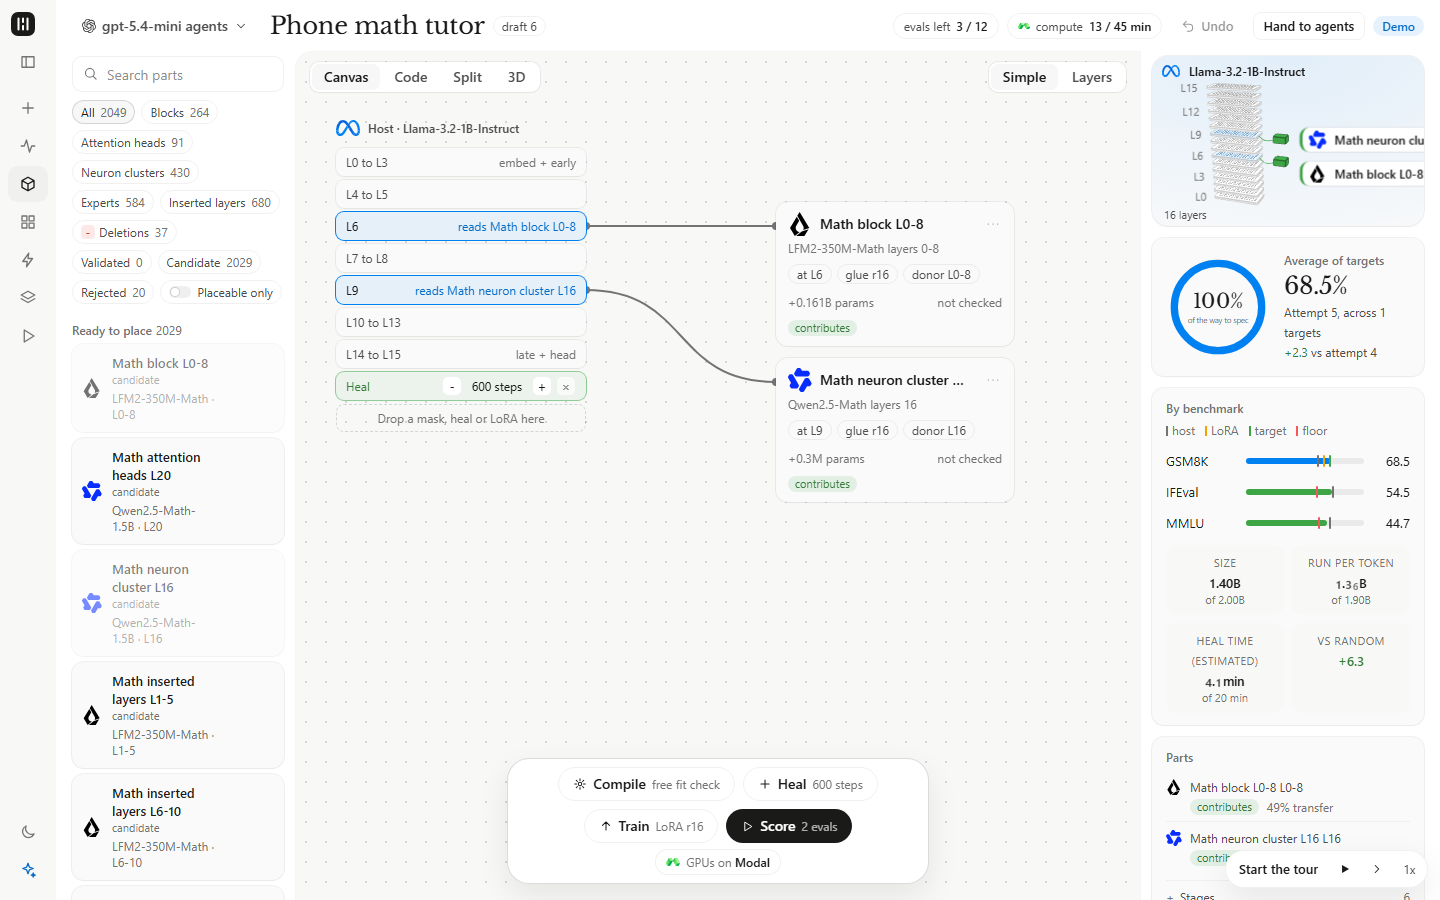 gpt-5.4-mini agents
Phone math tutor
draft 6
evals left 3 / 12
compute 13 / 45 min
Undo
Hand to agents
Demo
Search parts
All 2049
Blocks 264
Attention heads 91
Neuron clusters 430
Experts 584
Inserted layers 680
- Deletions 37
Validated 0
Candidate 2029
Rejected 20
Placeable only
Ready to place 2029
Math block L0-8
candidate
LFM2-350M-Math ·
L0-8
Math attention
heads L20
candidate
Qwen2.5-Math-
1.5B · L20
Math neuron
cluster L16
candidate
Qwen2.5-Math-
1.5B · L16
Math inserted
layers L1-5
candidate
LFM2-350M-Math ·
L1-5
Math inserted
layers L6-10
candidate
LFM2-350M-Math ·
L6-10
Canvas
Code
Split
3D
Simple
Layers
Host · Llama-3.2-1B-Instruct
L0 to L3 embed + early
L4 to L5
L6 reads Math block L0-8
L7 to L8
L9 reads Math neuron cluster L16
L10 to L13
L14 to L15 late + head
Heal - 600 steps + ×
Drop a mask, heal or LoRA here
Math block L0-8 ...
LFM2-350M-Math layers 0-8
at L6
glue r16
donor L0-8
+0.161B params not checked
contributes
Math neuron cluster ... ...
Qwen2.5-Math layers 16
at L9
glue r16
donor L16
+0.3M params not checked
contributes
Compile free fit check
+ Heal 600 steps
Train LoRA r16
Score 2 evals
GPUs on Modal
Llama-3.2-1B-Instruct
L15
L12
L9
L6
L3
L0
Math neuron clu
Math block L0-8
16 layers
100%
of the way to spec
Average of targets
68.5%
Attempt 5, across 1
targets
+2.3 vs attempt 4
By benchmark
host
LoRA
target
floor
GSM8K 68.5
IFEval 54.5
MMLU 44.7
SIZE
1.40B
of 2.00B
RUN PER TOKEN
1.36B
of 1.90B
HEAL TIME
(ESTIMATED)
4.1 min
of 20 min
VS RANDOM
+6.3
Parts
Math block L0-8 L0-8
contributes 49% transfer
Math neuron cluster L16 L16
contrib
+ Stages 6
Start the tour
1x